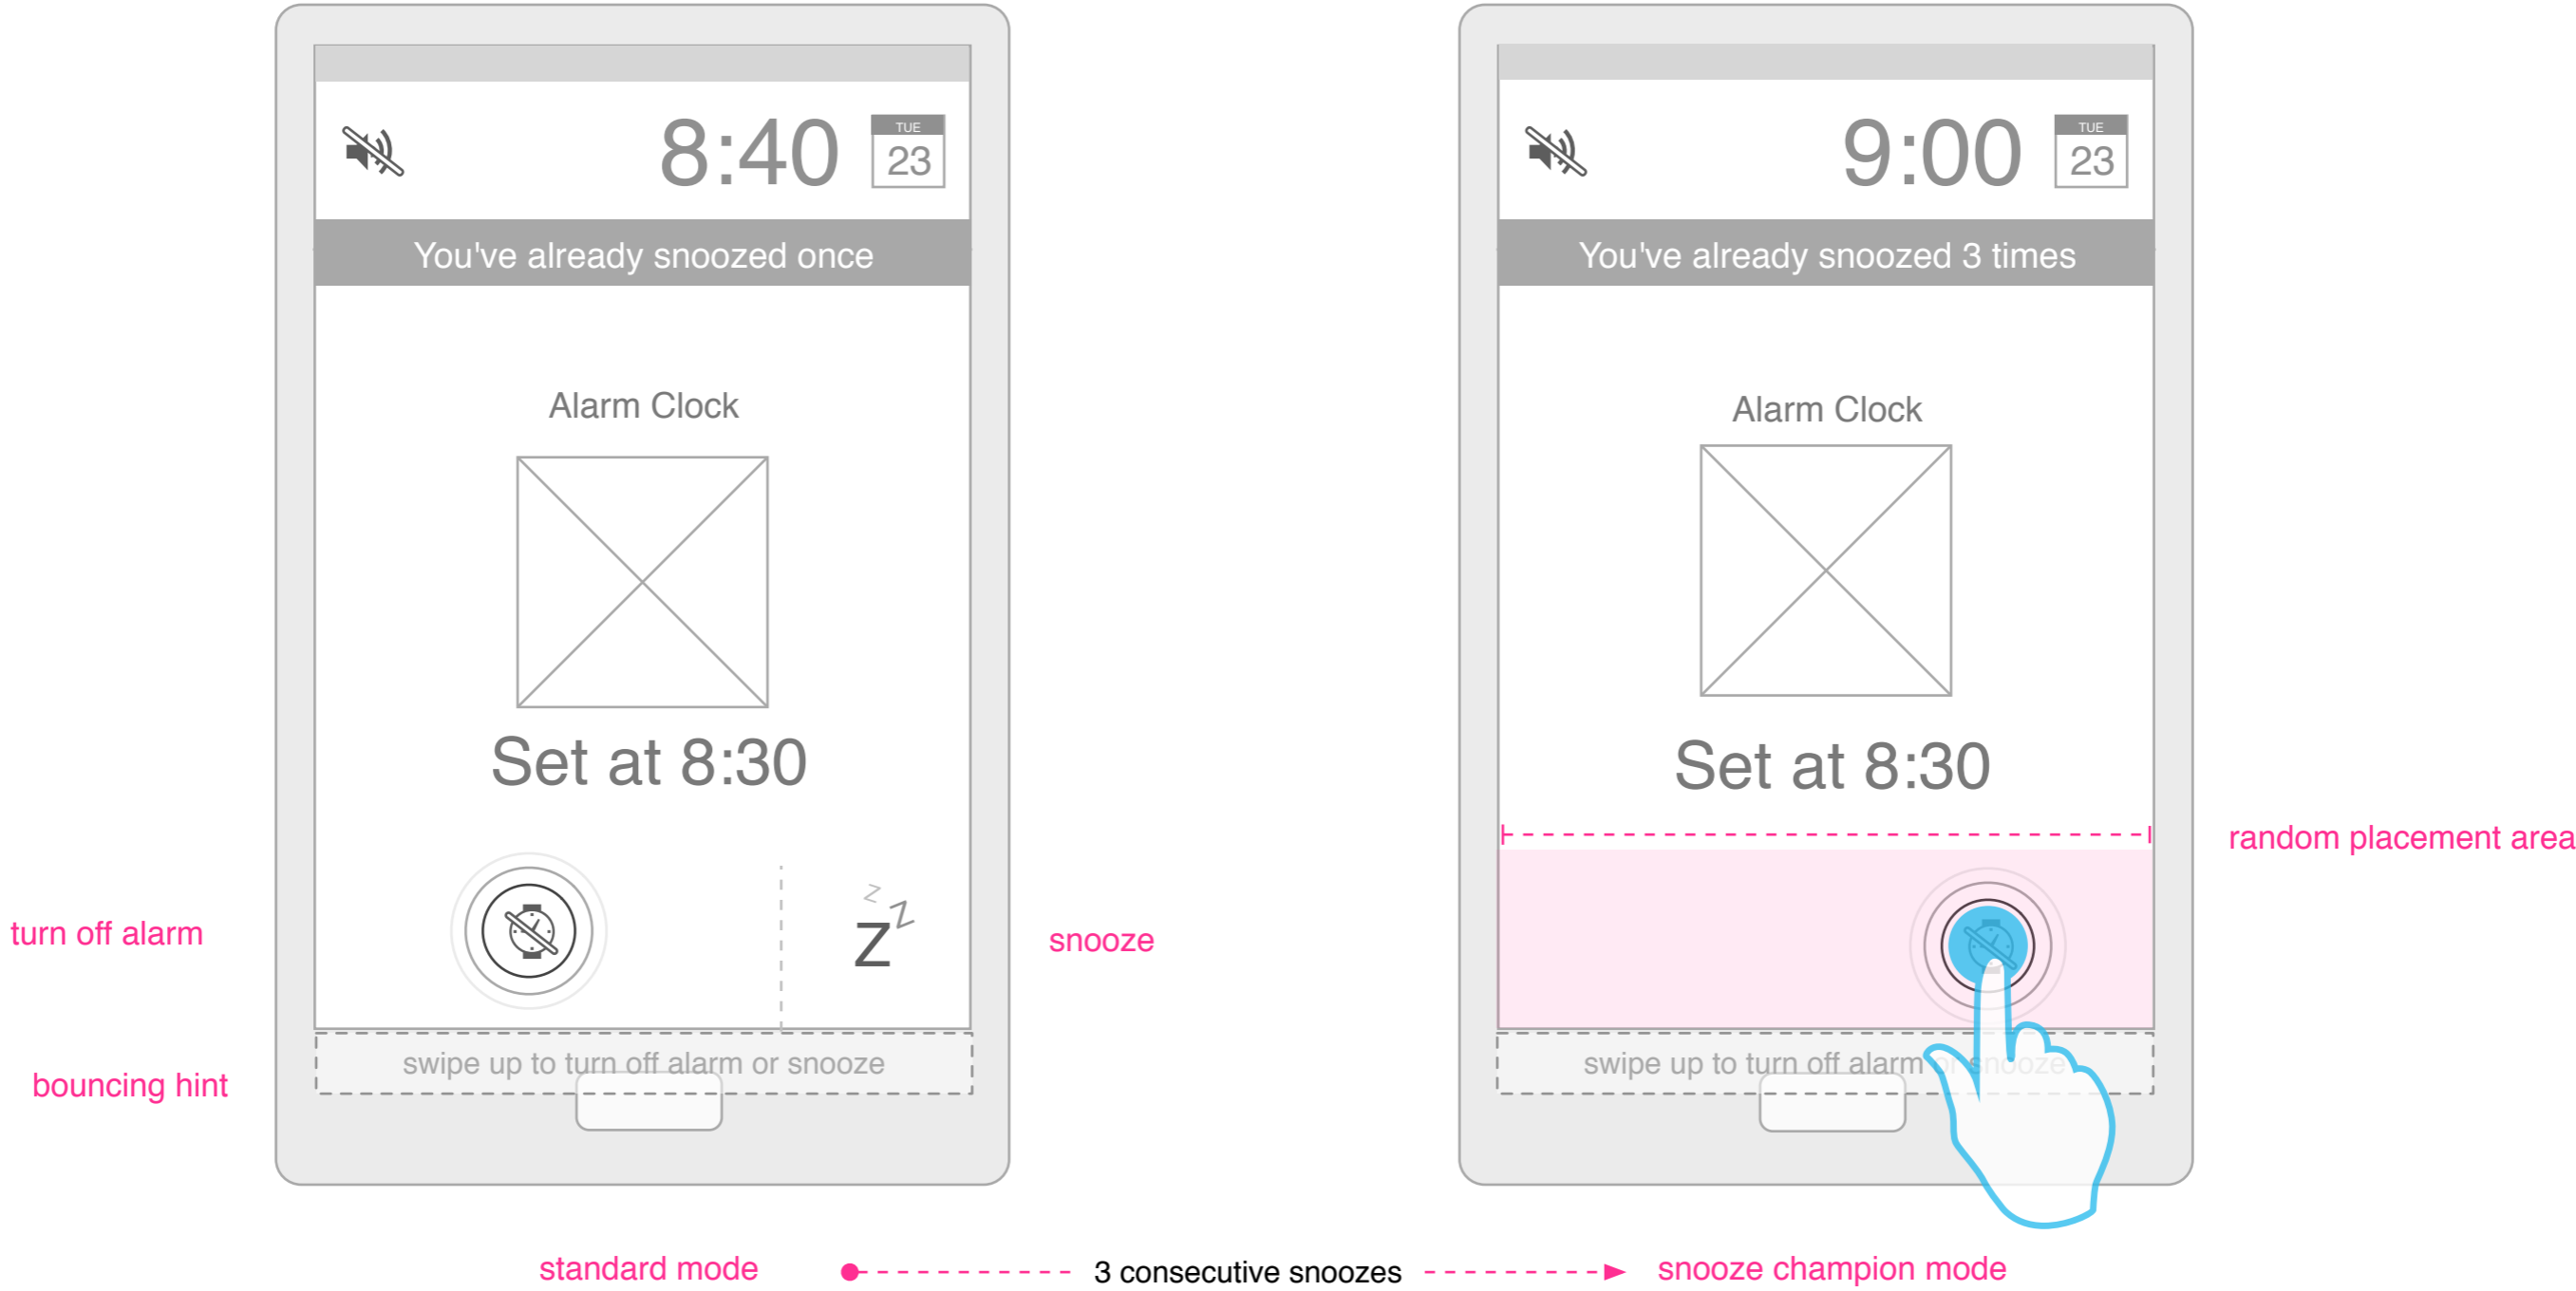 8:40
TUE
23
You've already snoozed once
Alarm Clock
Set at 8:30
turn off alarm
z
z
z
snooze
swipe up to turn off alarm or snooze
bouncing hint
9:00
TUE
23
You've already snoozed 3 times
Alarm Clock
Set at 8:30
random placement area
swipe up to turn off alarm or snooze
standard mode
3 consecutive snoozes
snooze champion mode